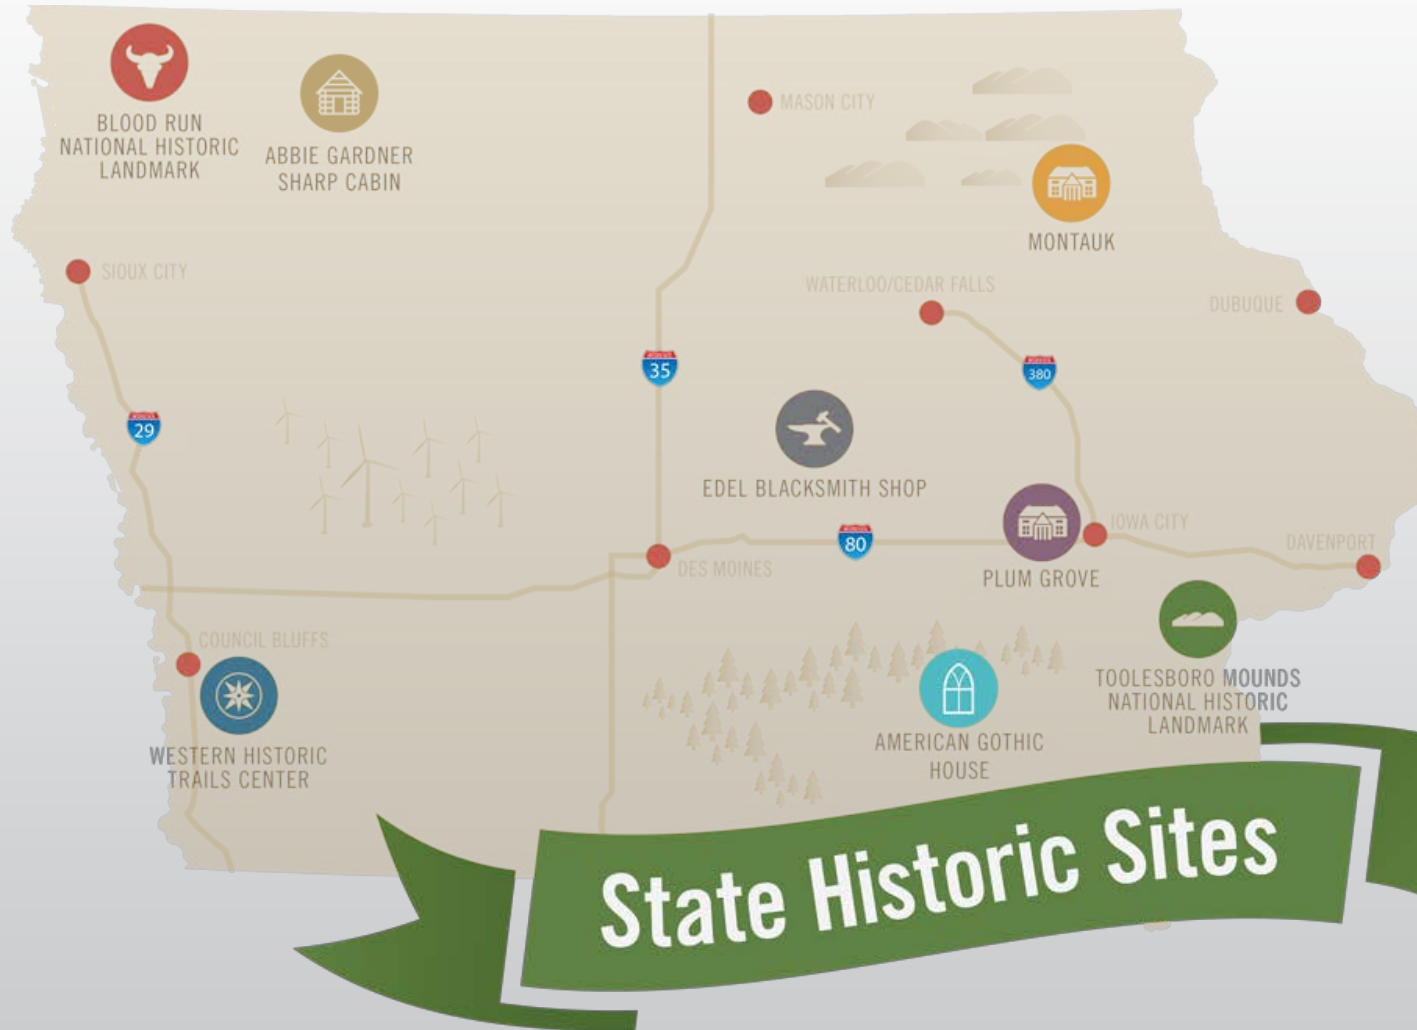 BLOOD RUN
NATIONAL HISTORIC
LANDMARK
ABBIE GARDNER
SHARP CABIN
MASON CITY
MONTAUK
SIOUX CITY
WATERLOO/CEDAR FALLS
DUBUQUE
35
380
29
EDEL BLACKSMITH SHOP
80
IOWA CITY
DAVENPORT
DES MOINES
PLUM GROVE
COUNCIL BLUFFS
TOOLESBORO MOUNDS
NATIONAL HISTORIC
LANDMARK
WESTERN HISTORIC
TRAILS CENTER
AMERICAN GOTHIC
HOUSE
State Historic Sites